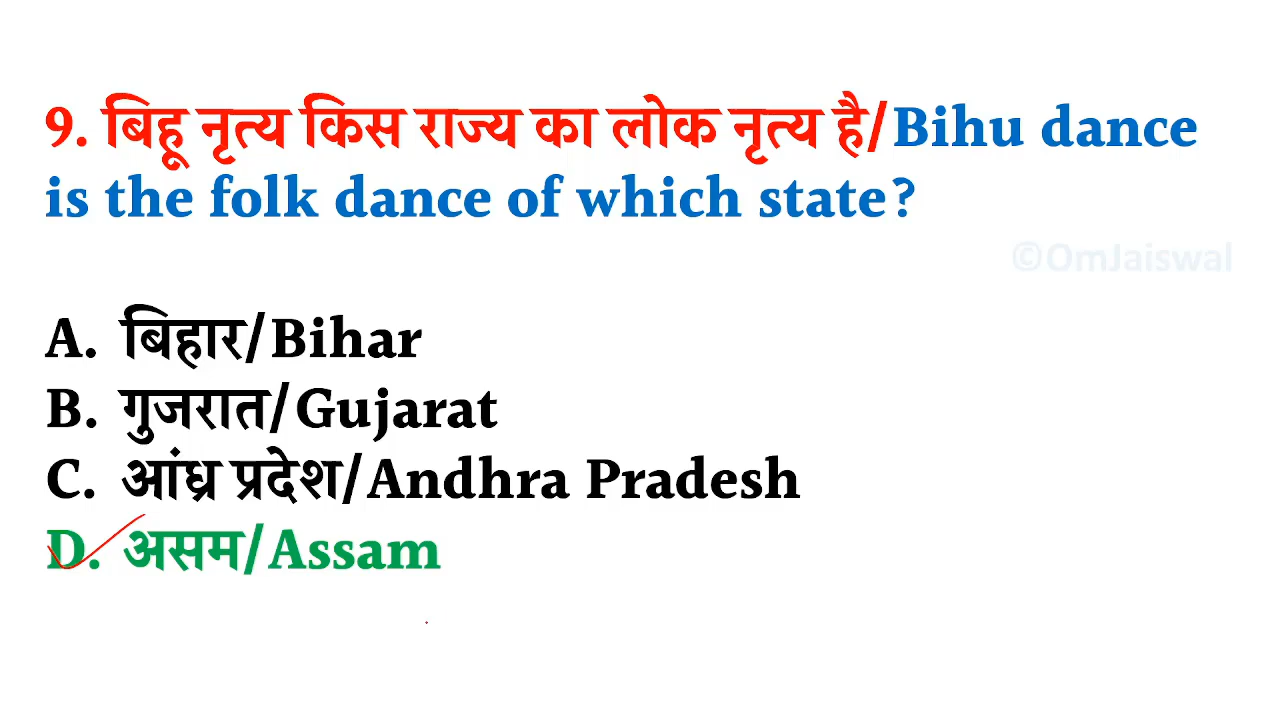 9. बिहू नृत्य किस राज्य का लोक नृत्य है/Bihu dance
is the folk dance of which state?
©OmJaiswal
A. बिहार/Bihar
B. गुजरात/Gujarat
C. आंध्र प्रदेश/Andhra Pradesh
D. असम/Assam